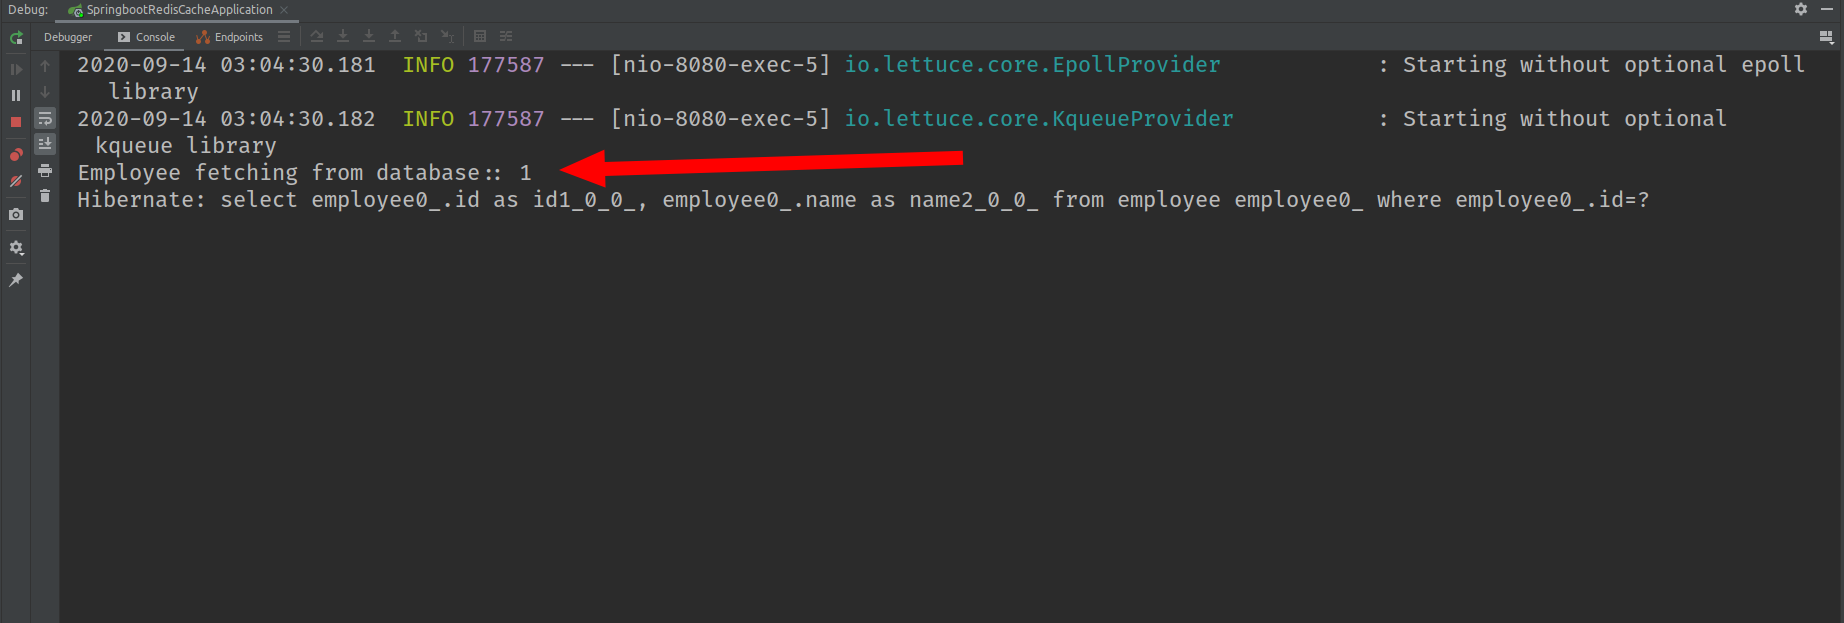 Debug: SpringbootRedisCacheApplication
Debugger Console Endpoints
2020-09-14 03:04:30.181 INFO 177587 --- [nio-8080-exec-5] io.lettuce.core.EpollProvider : Starting without optional epoll
library
2020-09-14 03:04:30.182 INFO 177587 --- [nio-8080-exec-5] io.lettuce.core.KqueueProvider : Starting without optional
kqueue library
Employee fetching from database:: 1
Hibernate: select employee0_.id as id1_0_0_, employee0_.name as name2_0_0_ from employee employee0_ where employee0_.id=?